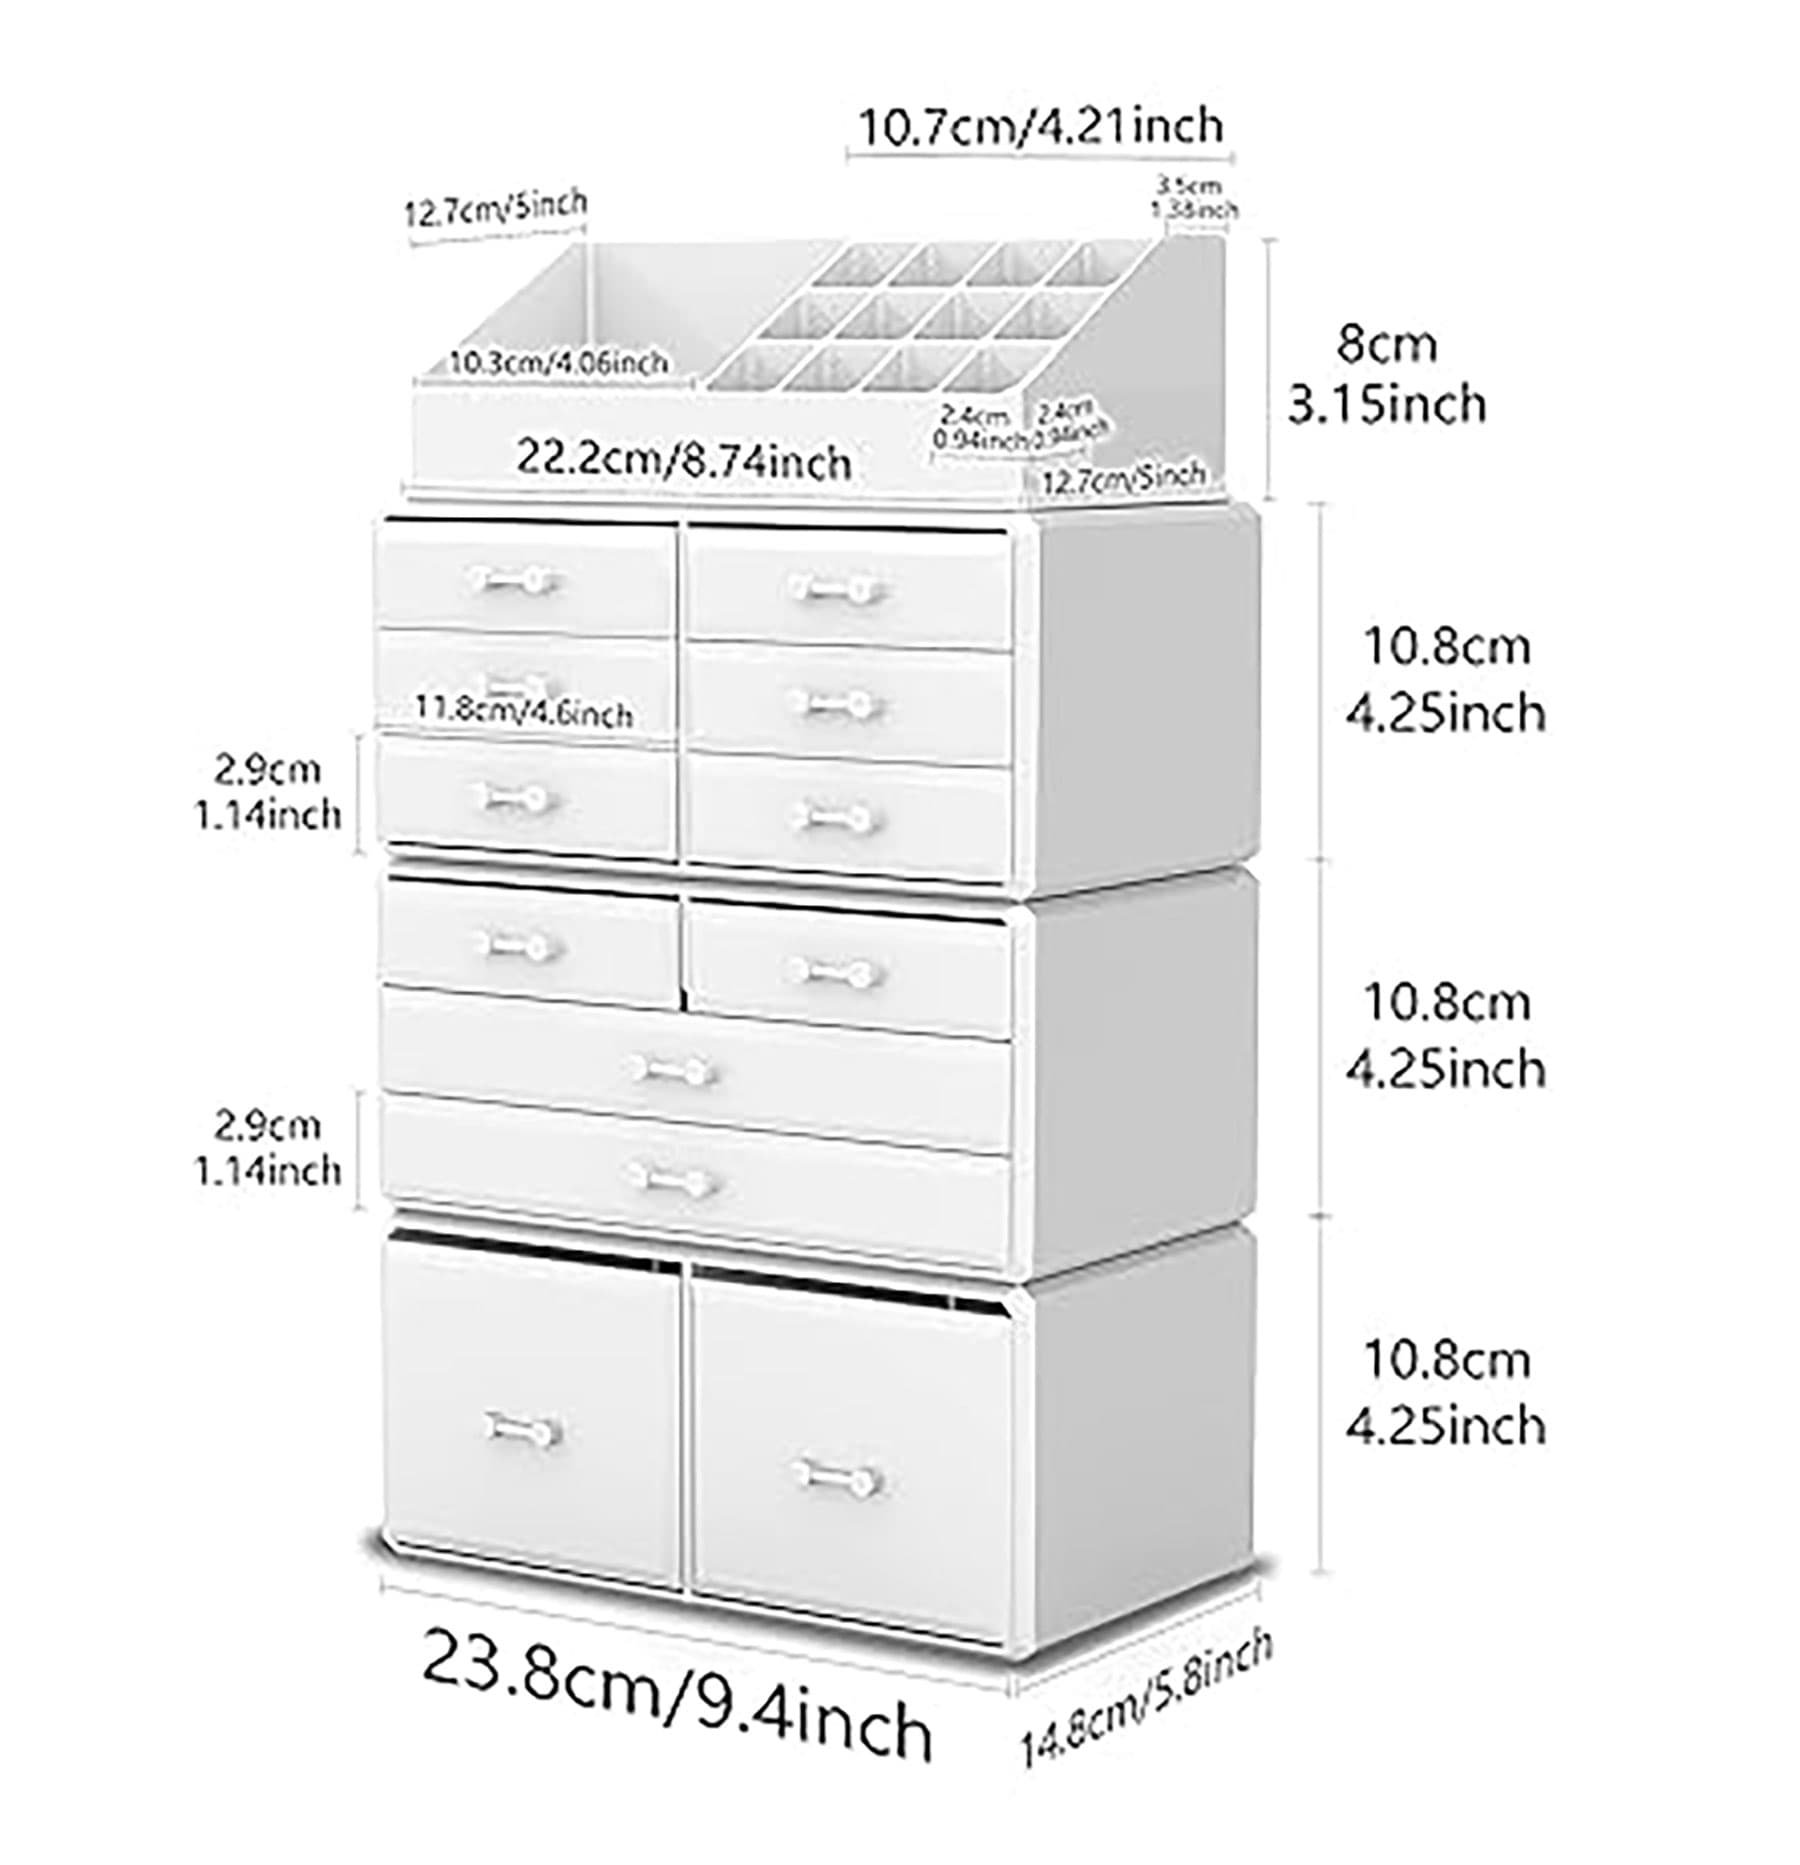 10.7cm/4.21inch
12.7cm/5inch
3.5cm
1.38inch
10.3cm/4.06inch
8cm
3.15inch
2.4cm
0.94inch
2.4cm
0.94inch
22.2cm/8.74inch
12.7cm/5inch
10.8cm
4.25inch
11.8cm/4.6inch
2.9cm
1.14inch
10.8cm
4.25inch
2.9cm
1.14inch
10.8cm
4.25inch
23.8cm/9.4inch
14.8cm/5.8inch